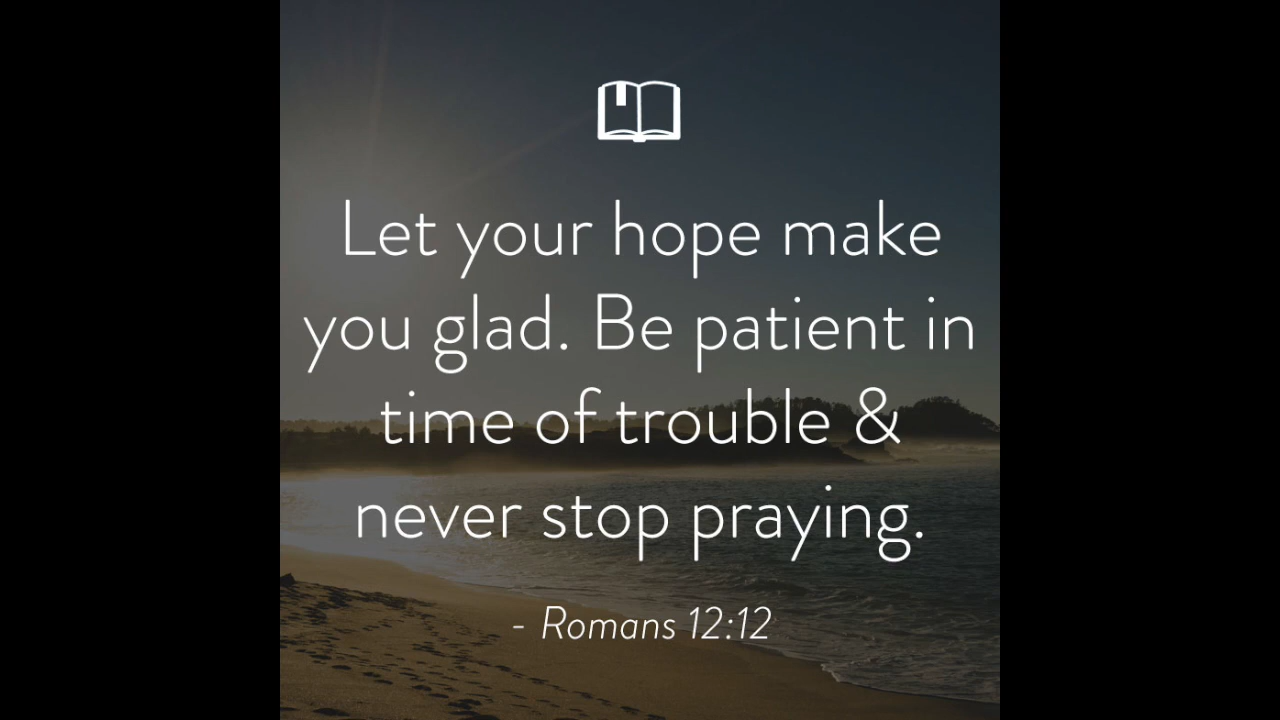 Let your hope make
you glad. Be patient in
time of trouble &
never stop praying.
- Romans 12:12